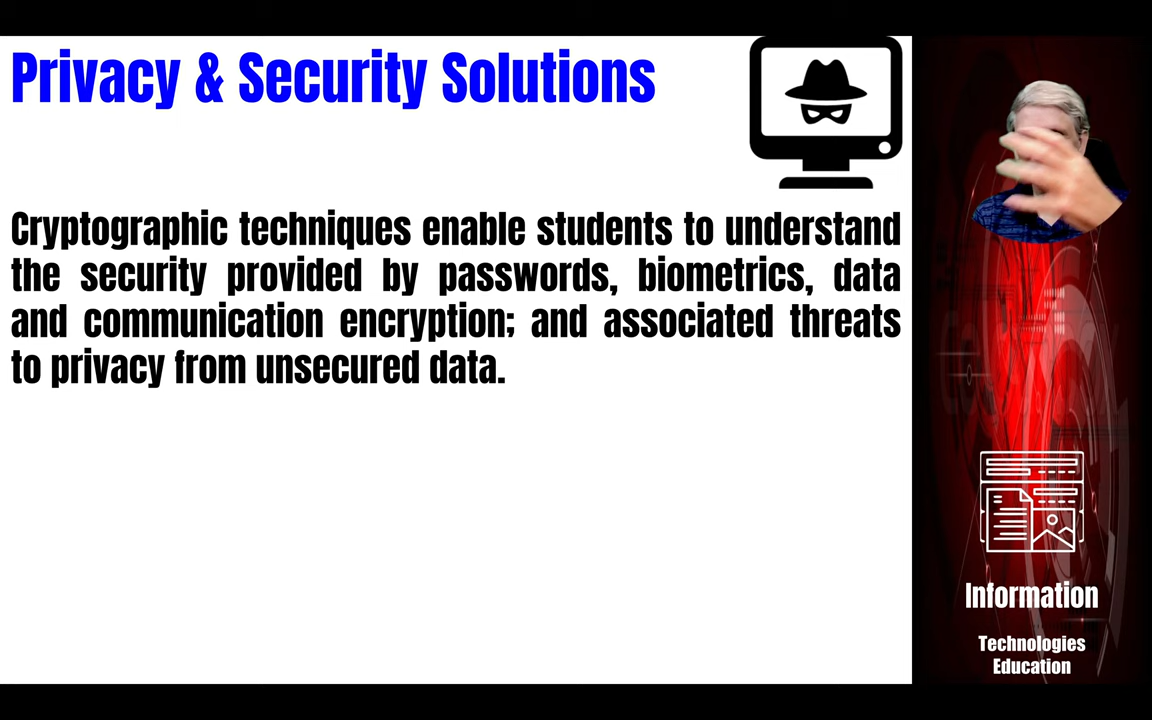 Privacy & Security Solutions
Cryptographic techniques enable students to understand
the security provided by passwords, biometrics, data
and communication encryption; and associated threats
to privacy from unsecured data.
Information
Technologies
Education